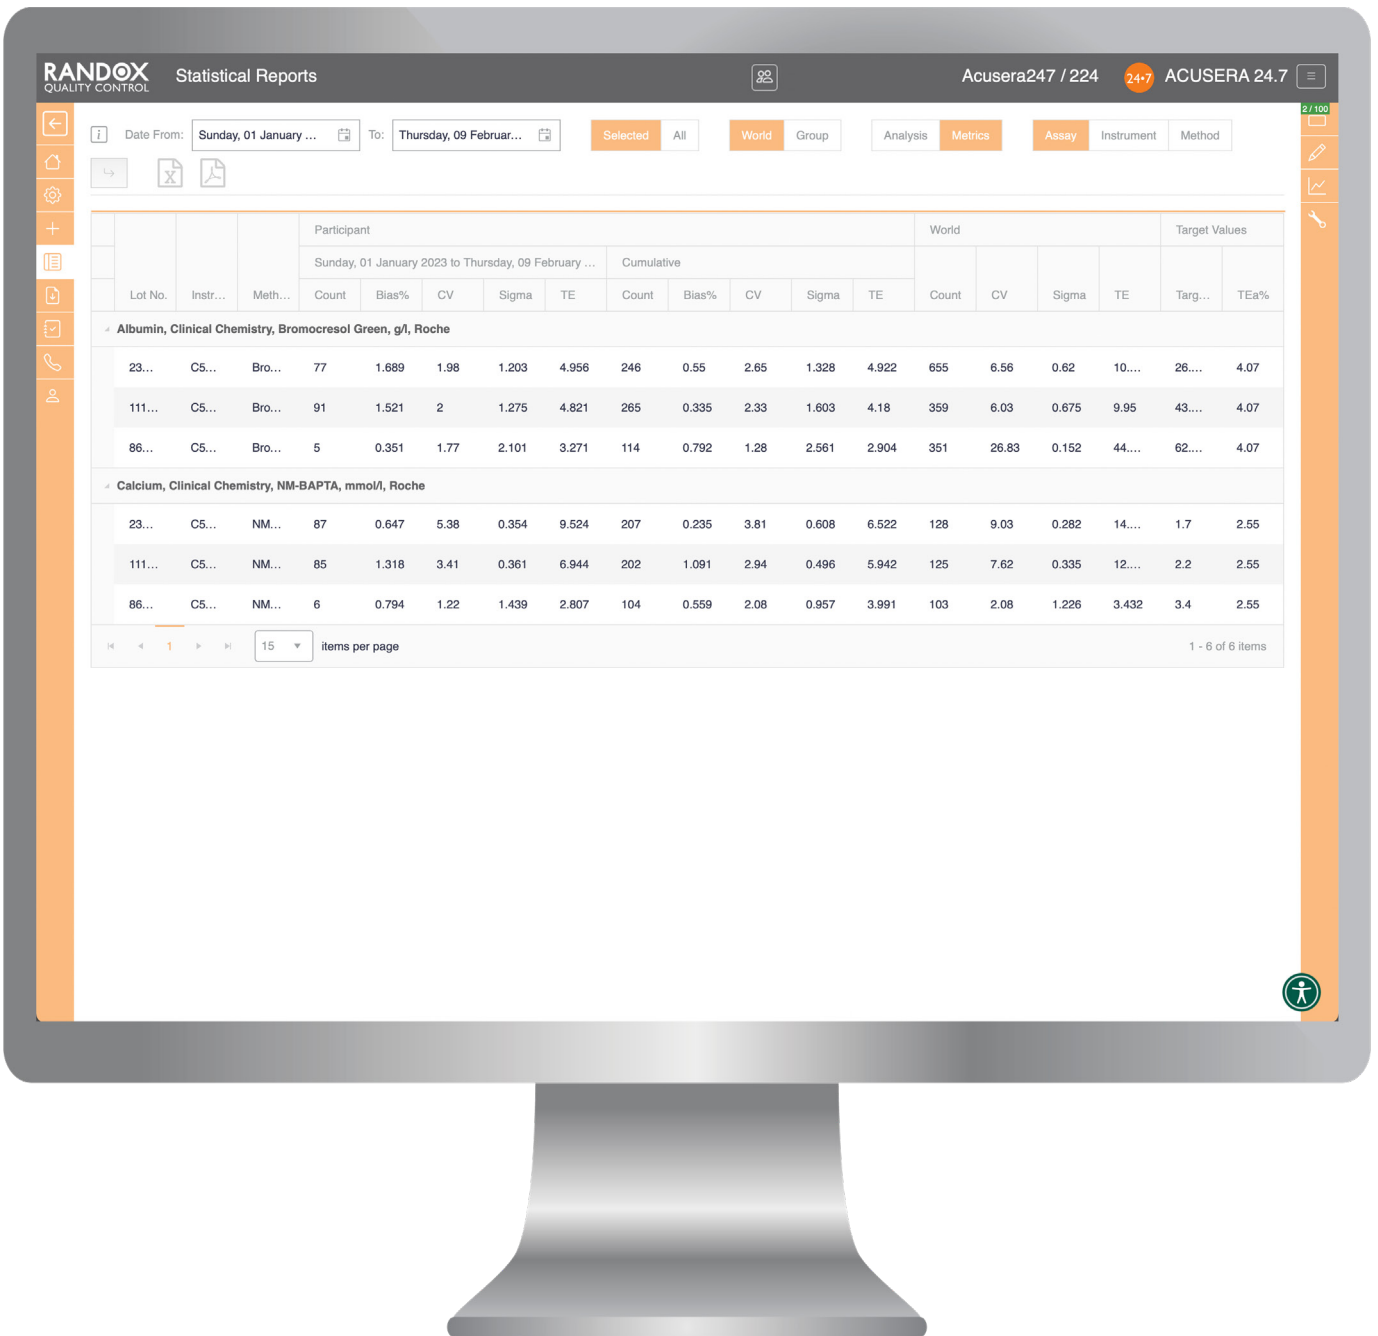 RANDOX
QUALITY CONTROL
Statistical Reports
Acusera247 / 224
24•7
ACUSERA 24.7
2 / 100
i Date From: Sunday, 01 January ... To: Thursday, 09 Februar... Selected All World Group Analysis Metrics Assay Instrument Method
X
Participant World Target Values
Sunday, 01 January 2023 to Thursday, 09 February ... Cumulative
Lot No. Instr... Meth... Count Bias% CV Sigma TE Count Bias% CV Sigma TE Count CV Sigma TE Targ... TEa%
Albumin, Clinical Chemistry, Bromocresol Green, g/l, Roche
23... C5... Bro... 77 1.689 1.98 1.203 4.956 246 0.55 2.65 1.328 4.922 655 6.56 0.62 10.... 26.... 4.07
111... C5... Bro... 91 1.521 2 1.275 4.821 265 0.335 2.33 1.603 4.18 359 6.03 0.675 9.95 43.... 4.07
86... C5... Bro... 5 0.351 1.77 2.101 3.271 114 0.792 1.28 2.561 2.904 351 26.83 0.152 44.... 62.... 4.07
Calcium, Clinical Chemistry, NM-BAPTA, mmol/l, Roche
23... C5... NM... 87 0.647 5.38 0.354 9.524 207 0.235 3.81 0.608 6.522 128 9.03 0.282 14.... 1.7 2.55
111... C5... NM... 85 1.318 3.41 0.361 6.944 202 1.091 2.94 0.496 5.942 125 7.62 0.335 12.... 2.2 2.55
86... C5... NM... 6 0.794 1.22 1.439 2.807 104 0.559 2.08 0.957 3.991 103 2.08 1.226 3.432 3.4 2.55
1 15 items per page 1 - 6 of 6 items